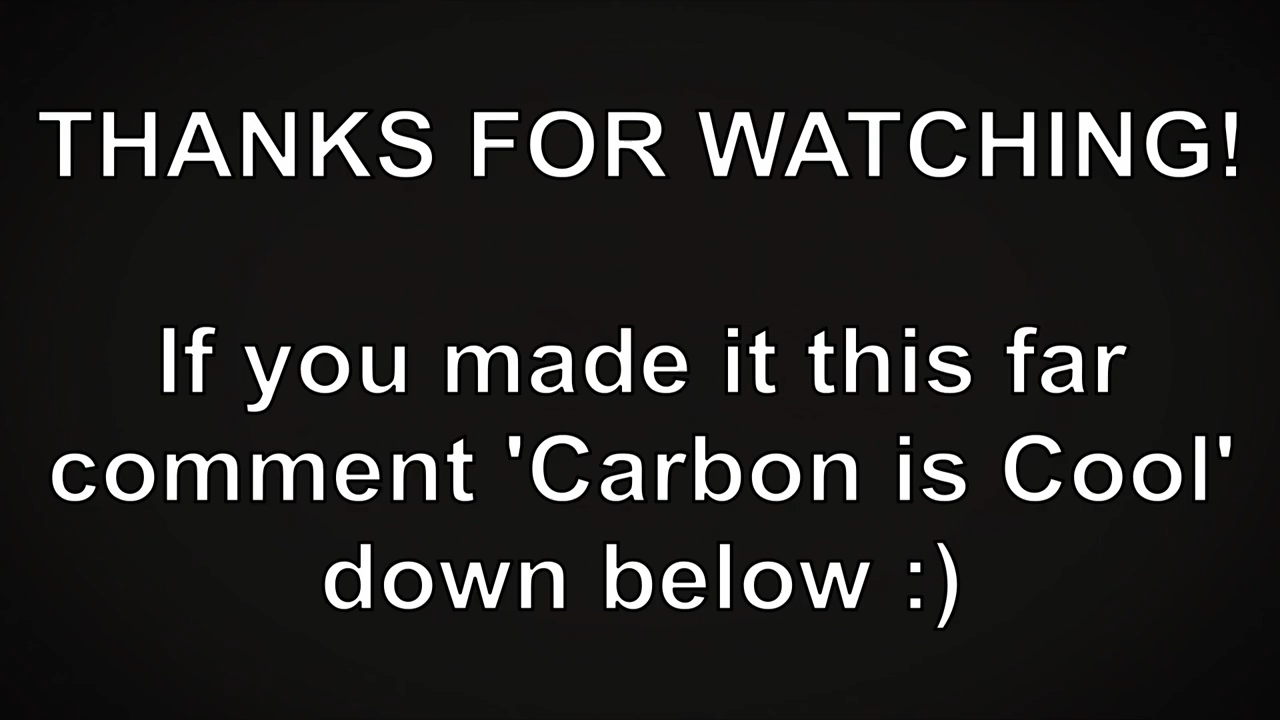 THANKS FOR WATCHING!
If you made it this far
comment 'Carbon is Cool'
down below :)